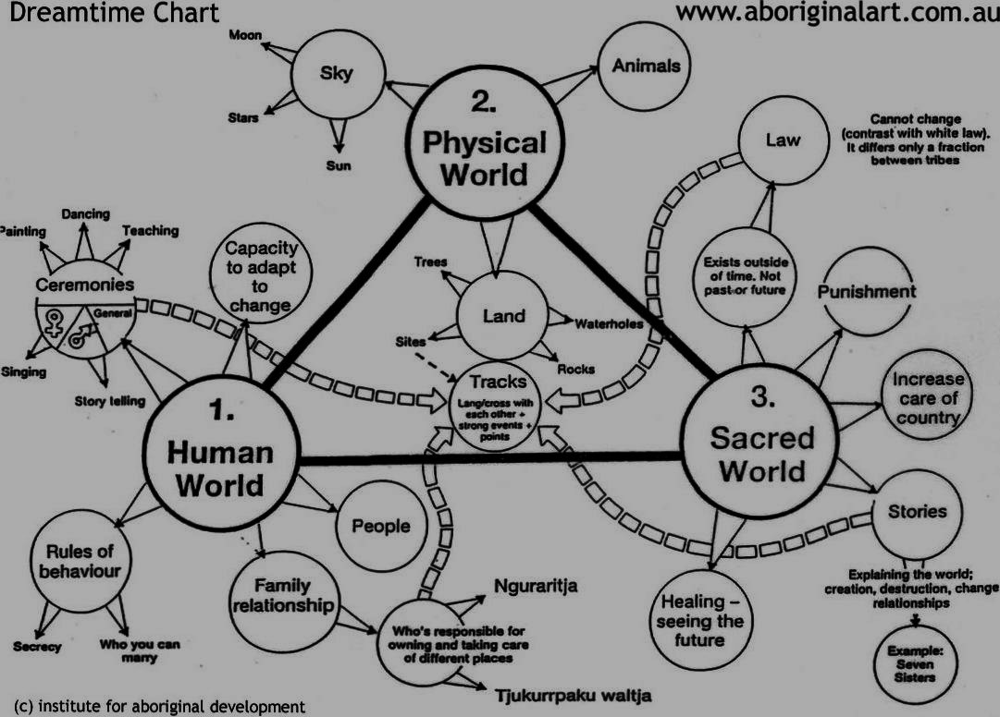 Dreamtime Chart
www.aboriginalart.com.au
Moon
Sky
Stars
Sun
2.
Physical
World
Animals
Law
Cannot change
(contrast with white law).
It differs only a fraction
between tribes
Painting
Dancing
Teaching
Ceremonies
General
Singing
Story telling
Capacity
to adapt
to
change
Trees
Land
Waterholes
Sites
Rocks
Exists outside
of time. Not
past or future
Punishment
Tracks
Lang/cross with
each other +
strong events +
points
Increase
care of
country
1.
Human
World
3.
Sacred
World
Stories
People
Rules of
behaviour
Family
relationship
Secrecy
Who you can
marry
Nguraritja
Who's responsible for
owning and taking care
of different places
Tjukurrpaku waltja
Healing –
seeing the
future
Explaining the world;
creation, destruction, change
relationships
Example:
Seven
Sisters
(c) institute for aboriginal development